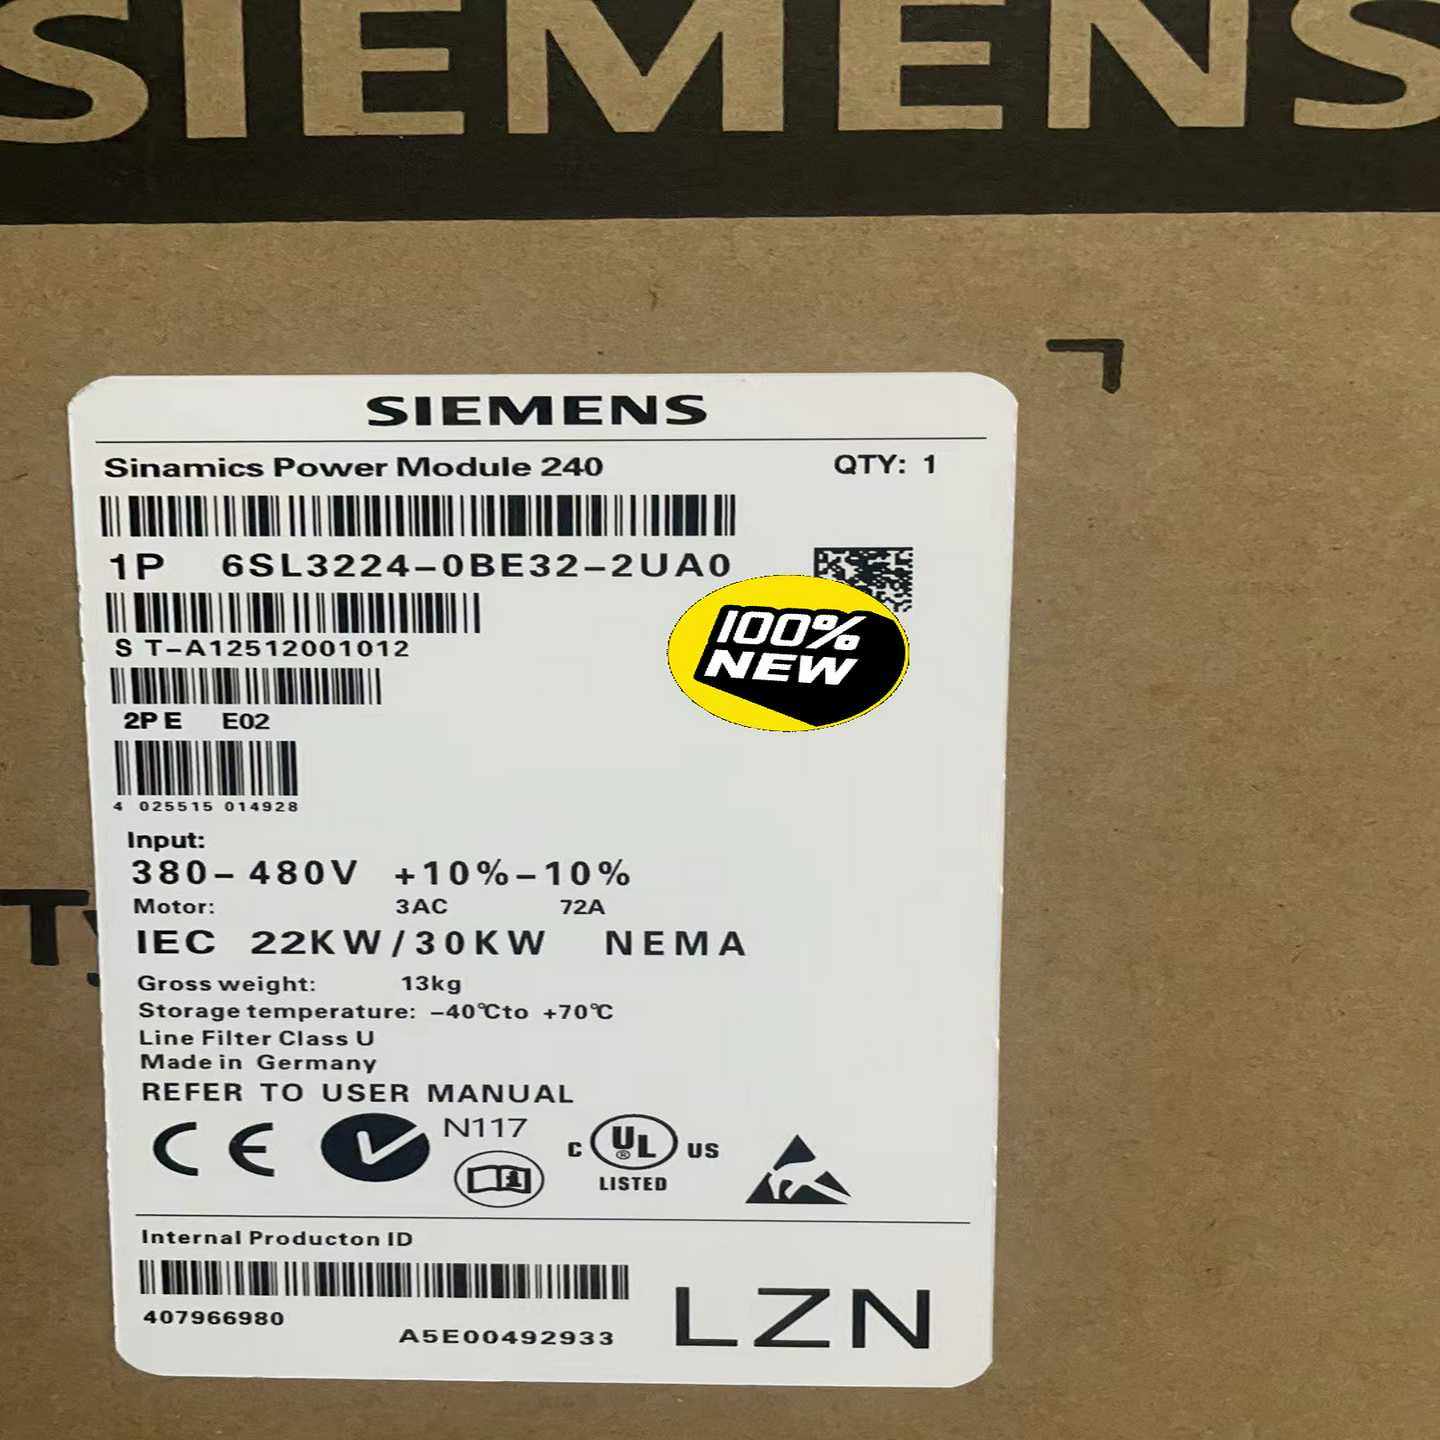 SIEMENS
SIEMENS
Sinamics Power Module 240 QTY: 1
1P 6SL3224-0BE32-2UA0
S T-A12512001012
100%
NEW
2PE E02
4 025515 014928
Input:
380-480V +10%-10%
Motor: 3AC 72A
IEC 22KW/30KW NEMA
Gross weight: 13kg
Storage temperature: -40℃to +70℃
Line Filter Class U
Made in Germany
REFER TO USER MANUAL
CE N117 C UL® US
LISTED
Internal Producton ID
407966980
A5E00492933
LZN